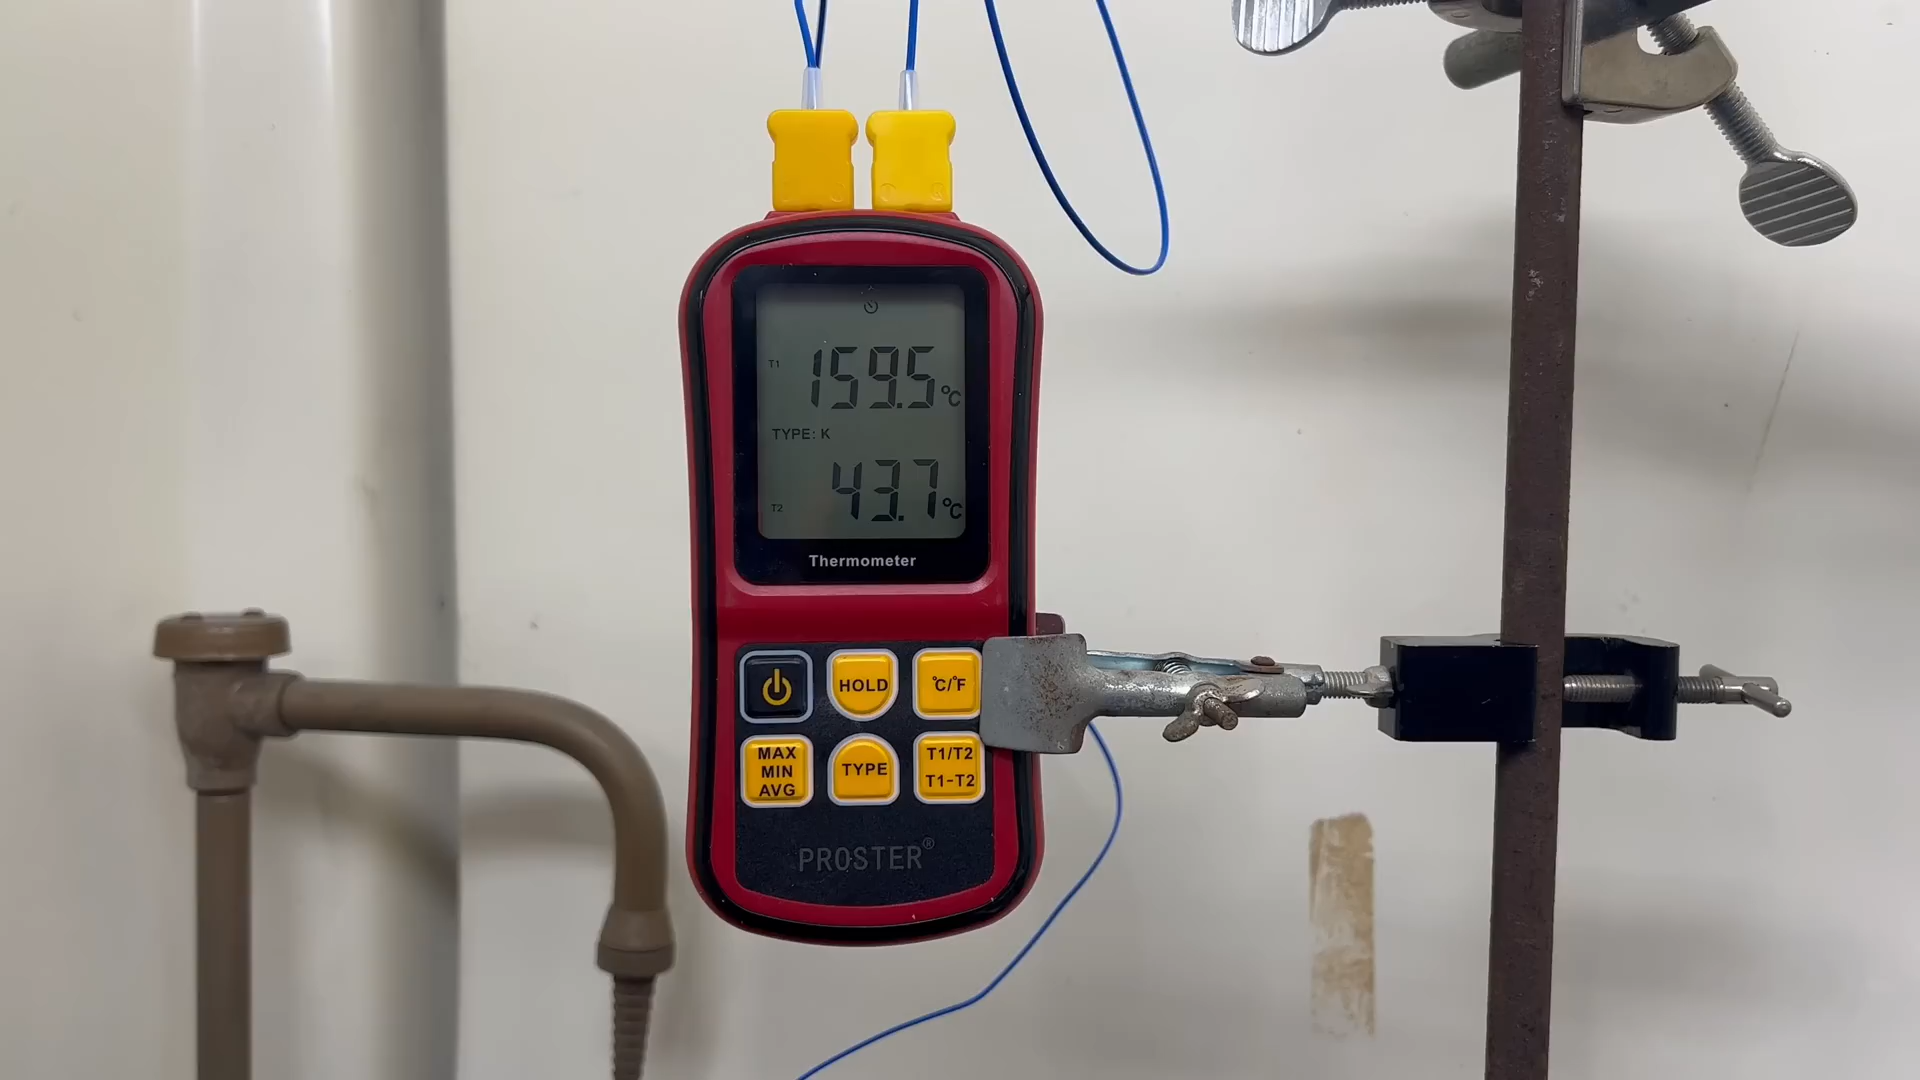 T1 159.5 °C
TYPE: K
T2 43.7 °C
Thermometer
HOLD °C/°F
MAX MIN AVG TYPE T1/T2 T1-T2
PROSTER®